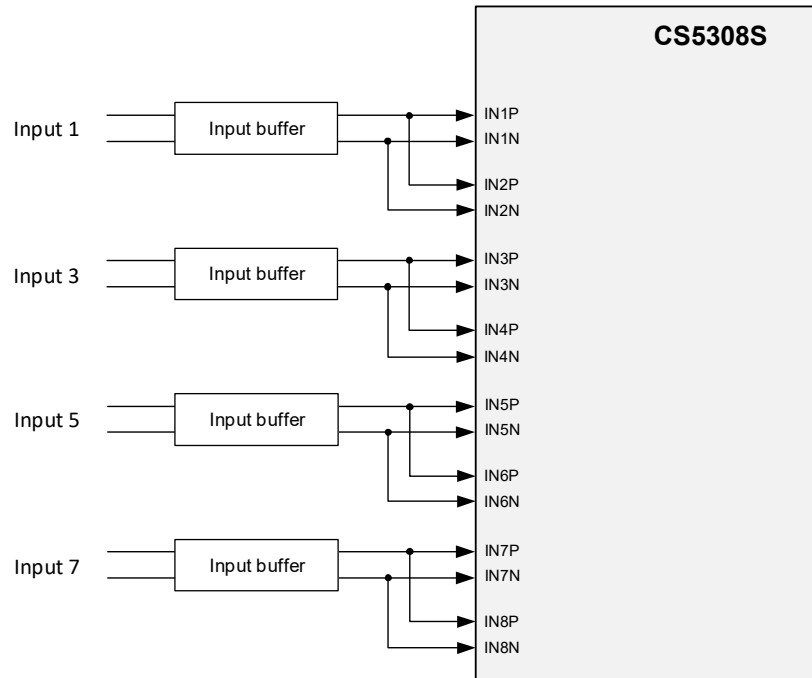 CS5308S
Input 1
Input buffer
IN1P
IN1N
IN2P
IN2N
Input 3
Input buffer
IN3P
IN3N
IN4P
IN4N
Input 5
Input buffer
IN5P
IN5N
IN6P
IN6N
Input 7
Input buffer
IN7P
IN7N
IN8P
IN8N